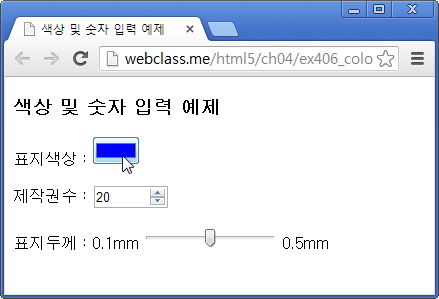 색상 및 숫자 입력 예제
webclass.me/html5/ch04/ex406_colo
색상 및 숫자 입력 예제
표지색상 :
제작권수 : 20
표지두께 : 0.1mm 0.5mm